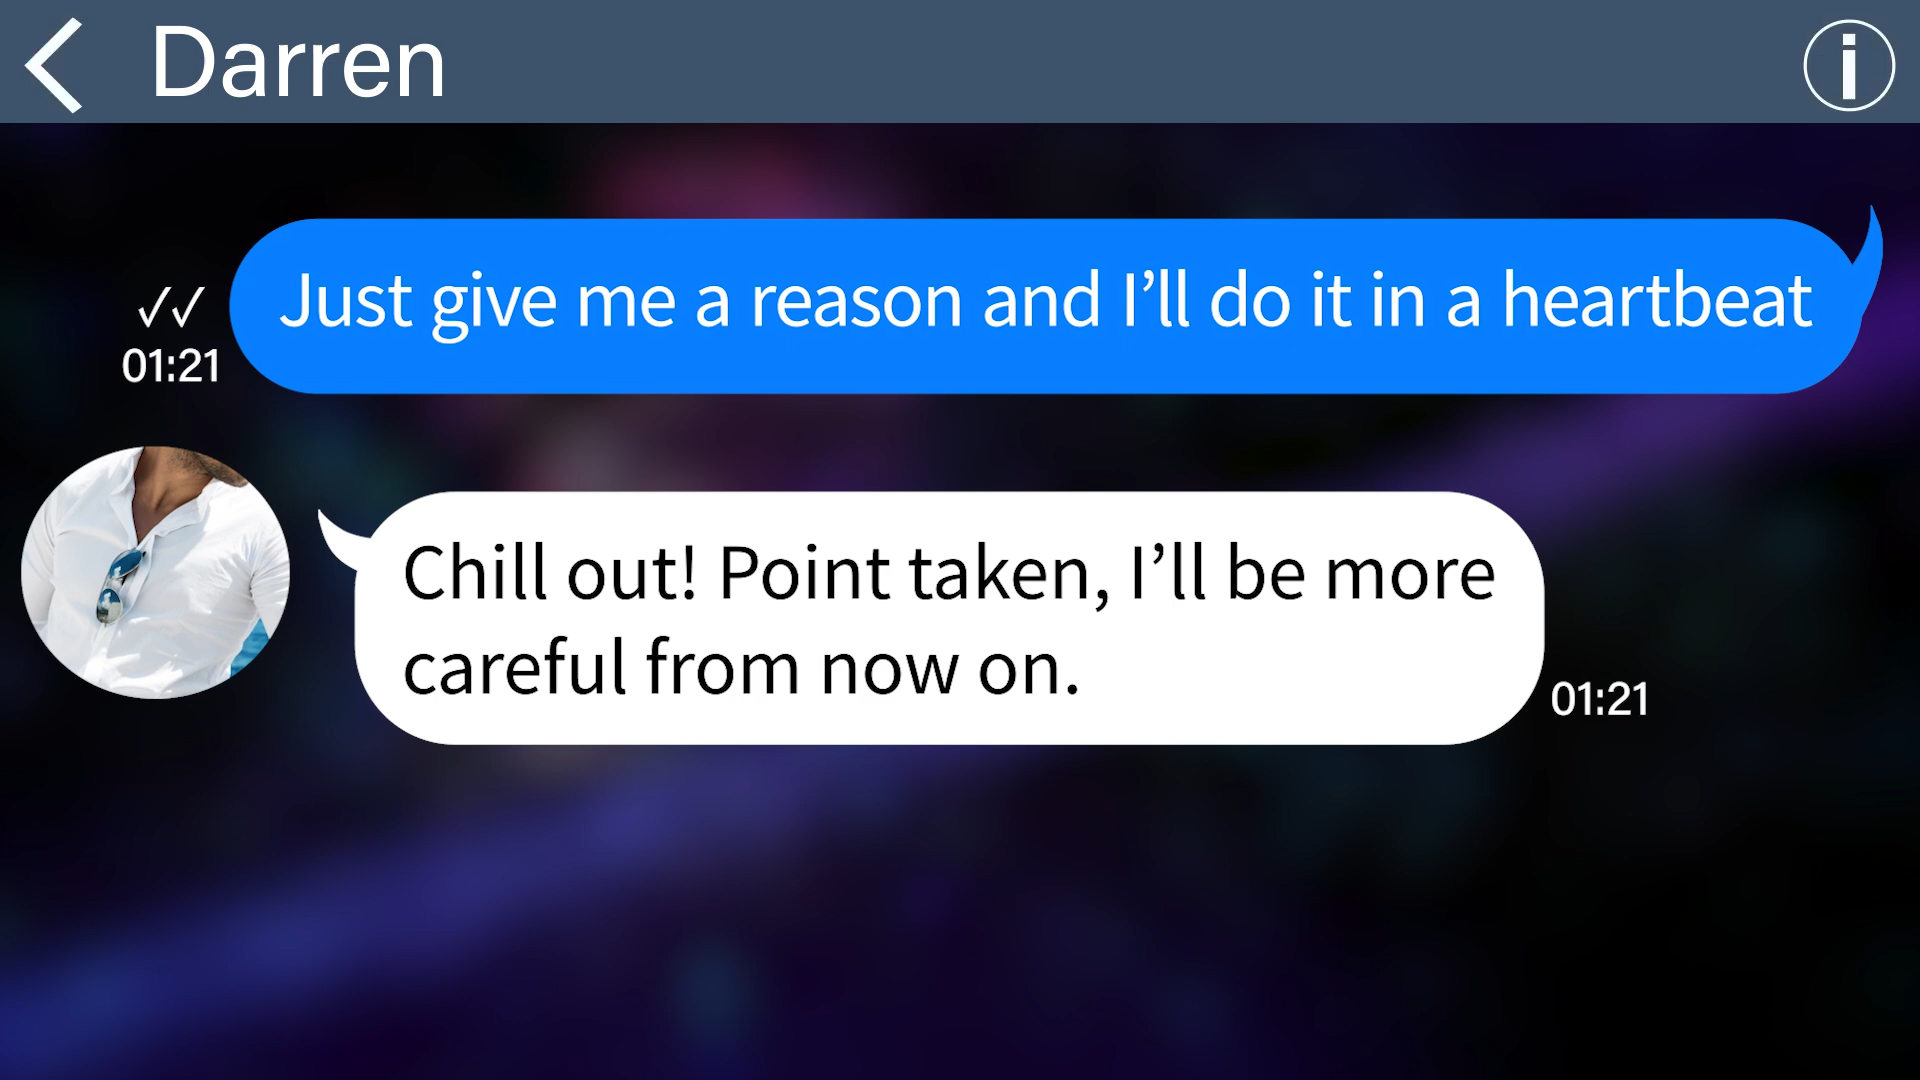 Darren
Just give me a reason and I’ll do it in a heartbeat
01:21
Chill out! Point taken, I’ll be more
careful from now on.
01:21